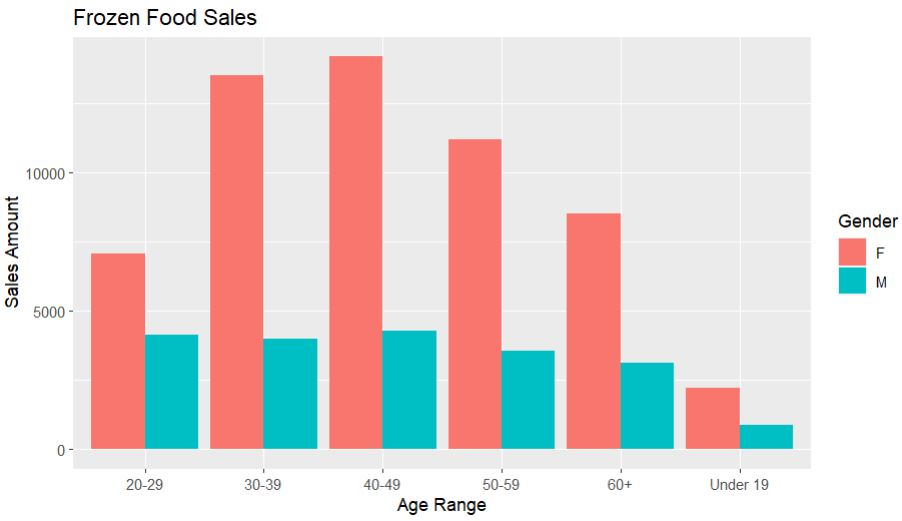 Frozen Food Sales
Sales Amount
10000
5000
0
20-29 30-39 40-49 50-59 60+ Under 19
Age Range
Gender
F
M